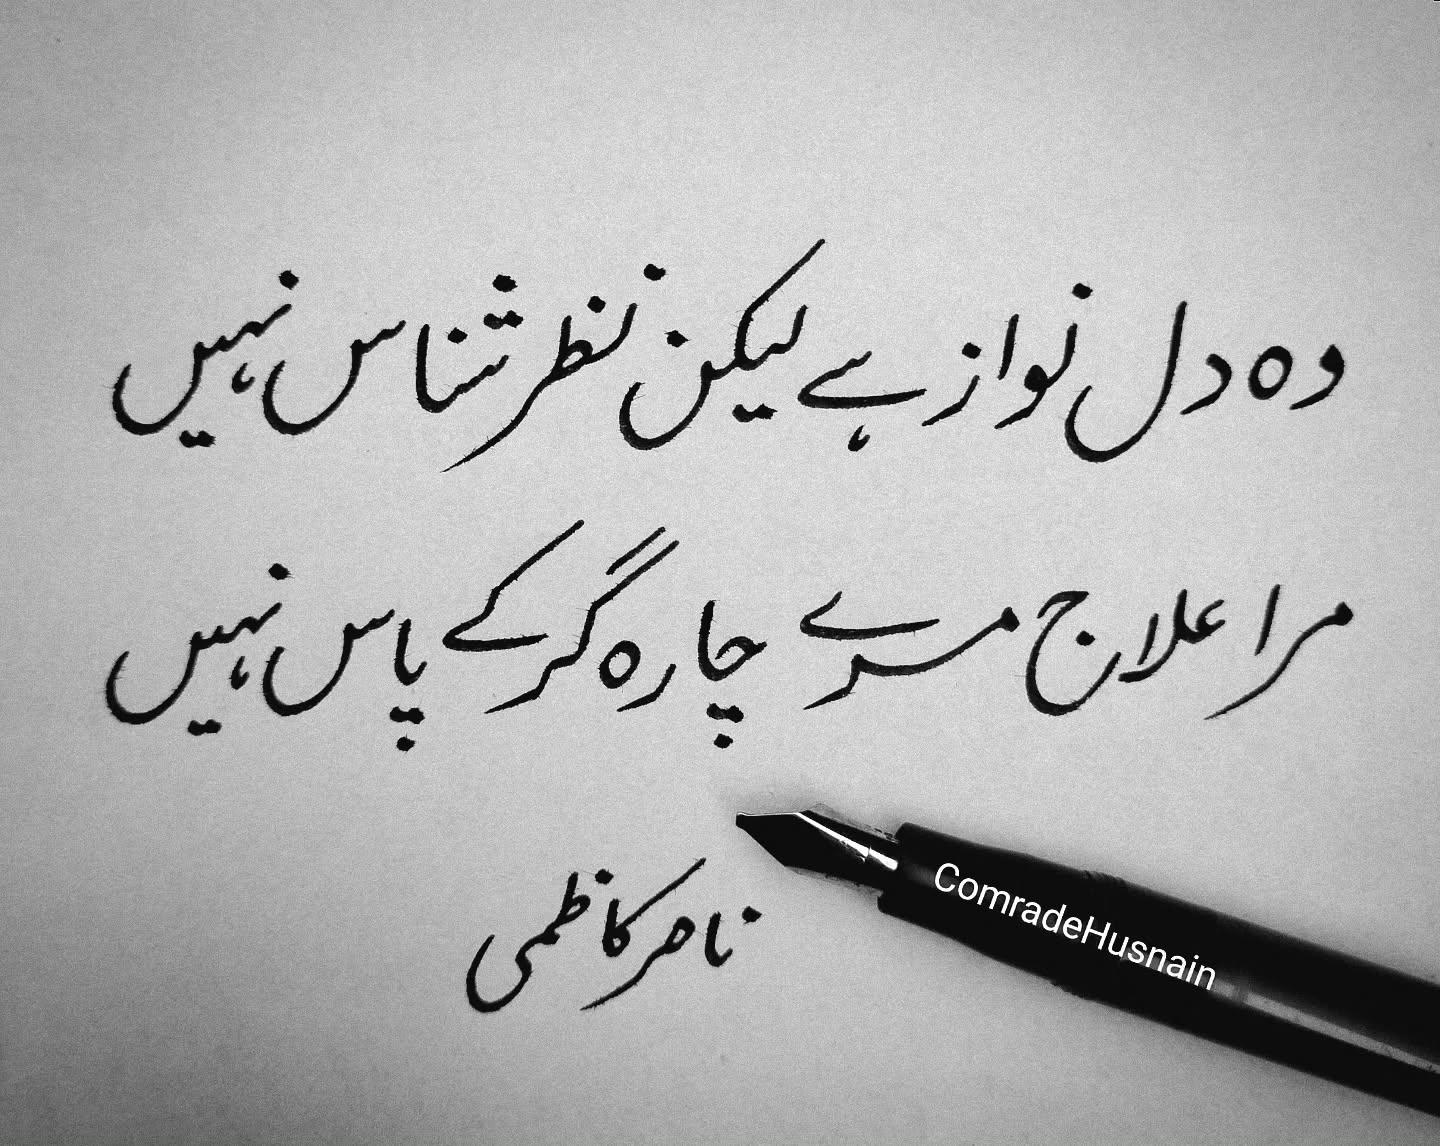 وہ دل نواز ہے لیکن نظر شناس نہیں
مرا علاج مرے چارہ گر کے پاس نہیں
ناصر کاظمی
ComradeHusnain